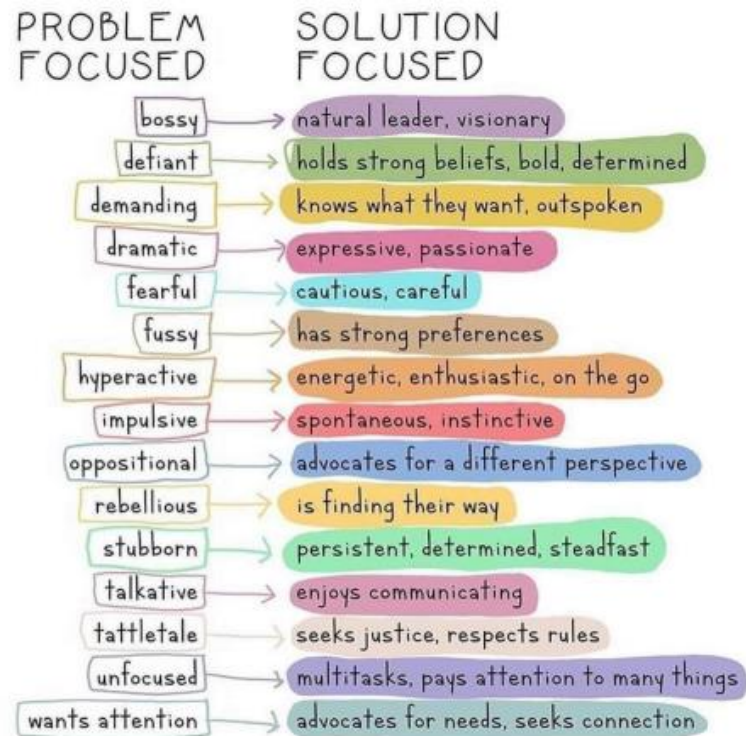 PROBLEM FOCUSED
SOLUTION FOCUSED
bossy
natural leader, visionary
defiant
holds strong beliefs, bold, determined
demanding
knows what they want, outspoken
dramatic
expressive, passionate
fearful
cautious, careful
fussy
has strong preferences
hyperactive
energetic, enthusiastic, on the go
impulsive
spontaneous, instinctive
oppositional
advocates for a different perspective
rebellious
is finding their way
stubborn
persistent, determined, steadfast
talkative
enjoys communicating
tattletale
seeks justice, respects rules
unfocused
multitasks, pays attention to many things
wants attention
advocates for needs, seeks connection